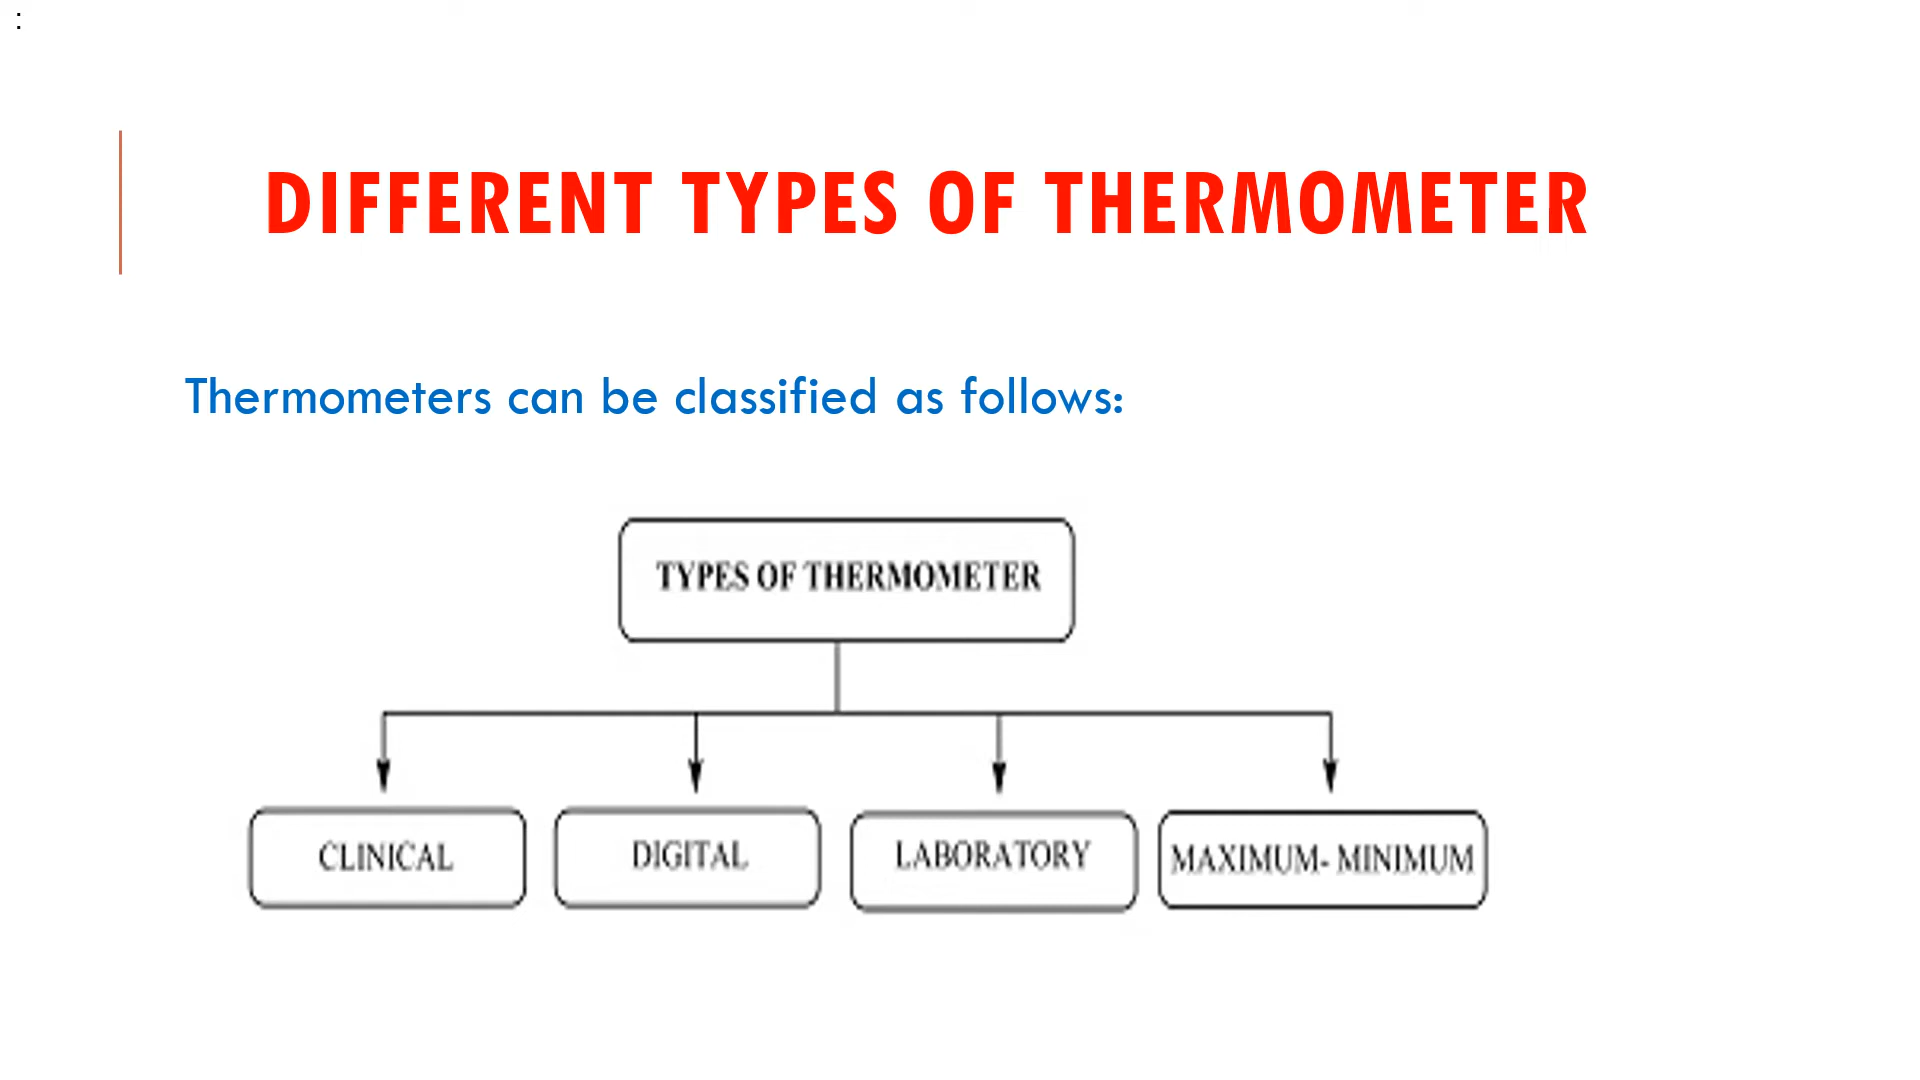 :
DIFFERENT TYPES OF THERMOMETER
Thermometers can be classified as follows:
TYPES OF THERMOMETER
CLINICAL
DIGITAL
LABORATORY
MAXIMUM- MINIMUM